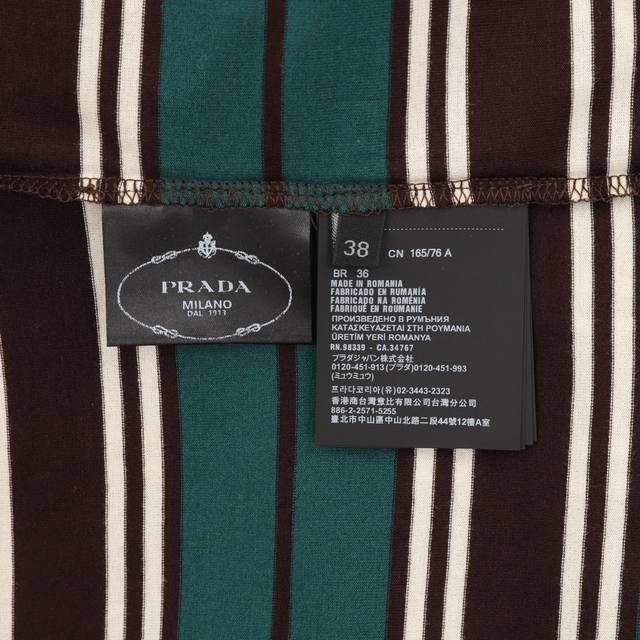 PRADA
MILANO
DAL 1913
38
CN 165/76 A
BR 36
MADE IN ROMANIA
FABRICADO EN RUMANÍA
FABRICADO NA ROMÉNIA
FABRIQUÉ EN ROUMANIE
ПРОИЗВЕДЕНО В РУМЪНИЯ
ΚΑΤΑΣΚΕΥΑΖΕΤΑΙ ΣΤΗ ΡΟΥΜΑΝΙΑ
ÜRETİM YERİ ROMANYA
RN.98339 - CA.34767
プラダジャパン株式会社
0120-451-913 (プラダ) 0120-451-993
(ミュウミュウ)
프라다코리아(유) 02-3443-2323
香港商台灣意比有限公司台灣分公司
886-2-2571-5255
臺北市中山區中山北路二段44號12樓A室